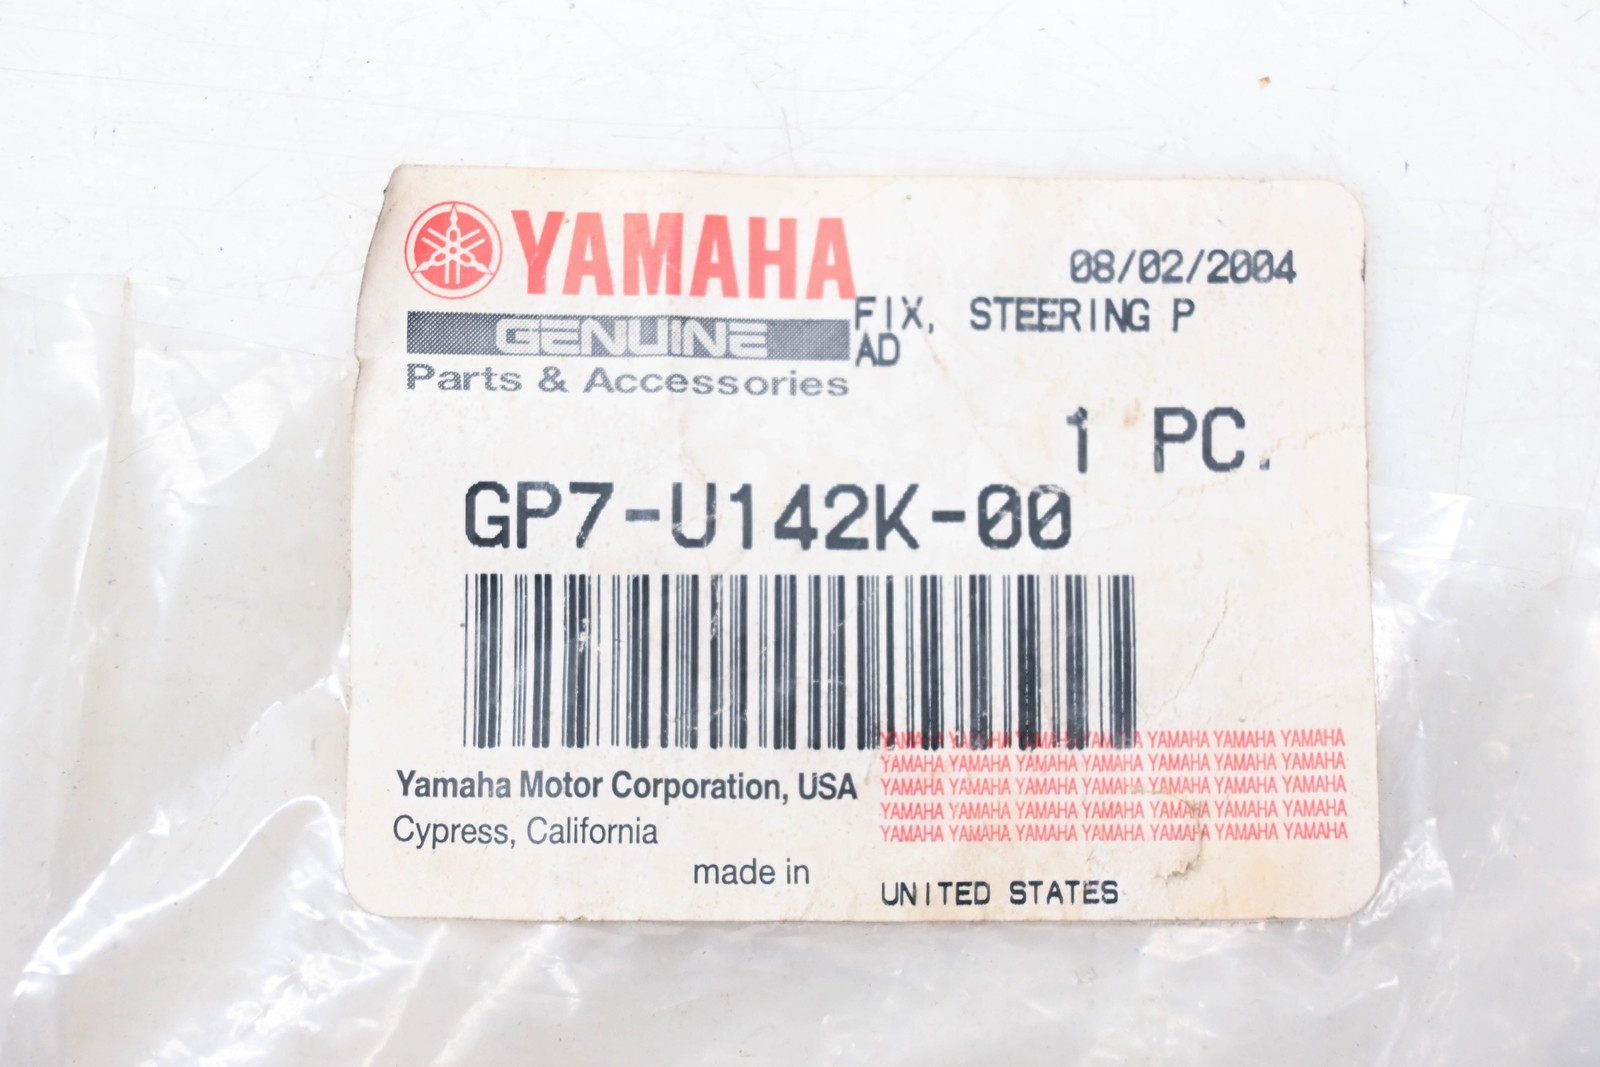 YAMAHA
08/02/2004
GENUINE
FIX, STEERING P
AD
Parts & Accessories
1 PC.
GP7-U142K-00
YAMAHA YAMAHA YAMAHA YAMAHA YAMAHA YAMAHA YAMAHA
YAMAHA YAMAHA YAMAHA YAMAHA YAMAHA YAMAHA YAMAHA
YAMAHA YAMAHA YAMAHA YAMAHA YAMAHA YAMAHA YAMAHA
YAMAHA YAMAHA YAMAHA YAMAHA YAMAHA YAMAHA YAMAHA
YAMAHA YAMAHA YAMAHA YAMAHA YAMAHA YAMAHA YAMAHA
Yamaha Motor Corporation, USA
Cypress, California
made in
UNITED STATES